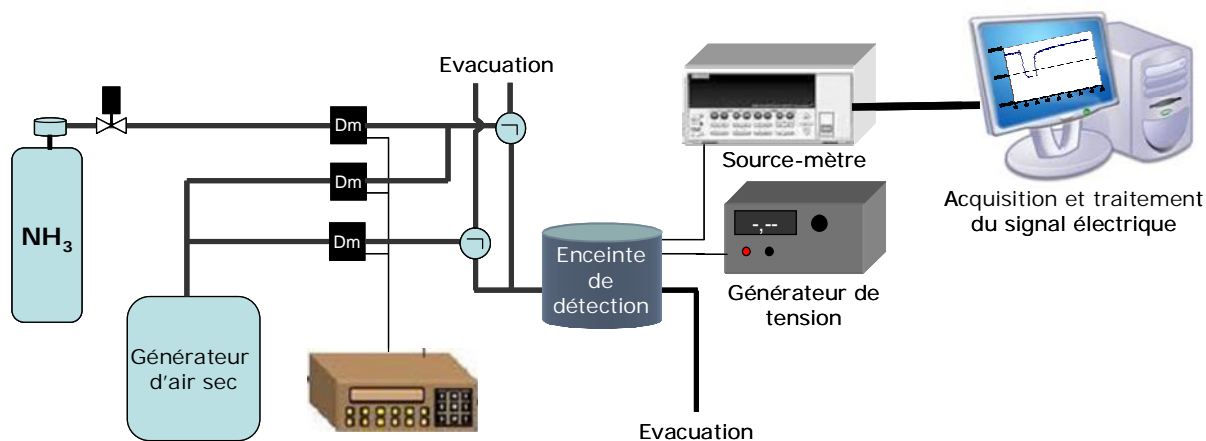 Evacuation
Dm
Dm
Dm
NH₃
Générateur
d'air sec
Enceinte
de
détection
Source-mètre
-,--
Générateur de
tension
Acquisition et traitement
du signal électrique
Evacuation